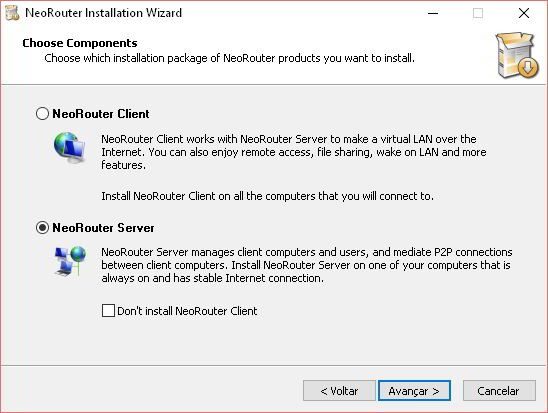 NeoRouter Installation Wizard
Choose Components
Choose which installation package of NeoRouter products you want to install.
NeoRouter Client
NeoRouter Client works with NeoRouter Server to make a virtual LAN over the
Internet. You can also enjoy remote access, file sharing, wake on LAN and more
features.
Install NeoRouter Client on all the computers that you will connect to.
NeoRouter Server
NeoRouter Server manages client computers and users, and mediate P2P connections
between client computers. Install NeoRouter Server on one of your computers that is
always on and has stable Internet connection.
Don't install NeoRouter Client
< Voltar
Avançar >
Cancelar